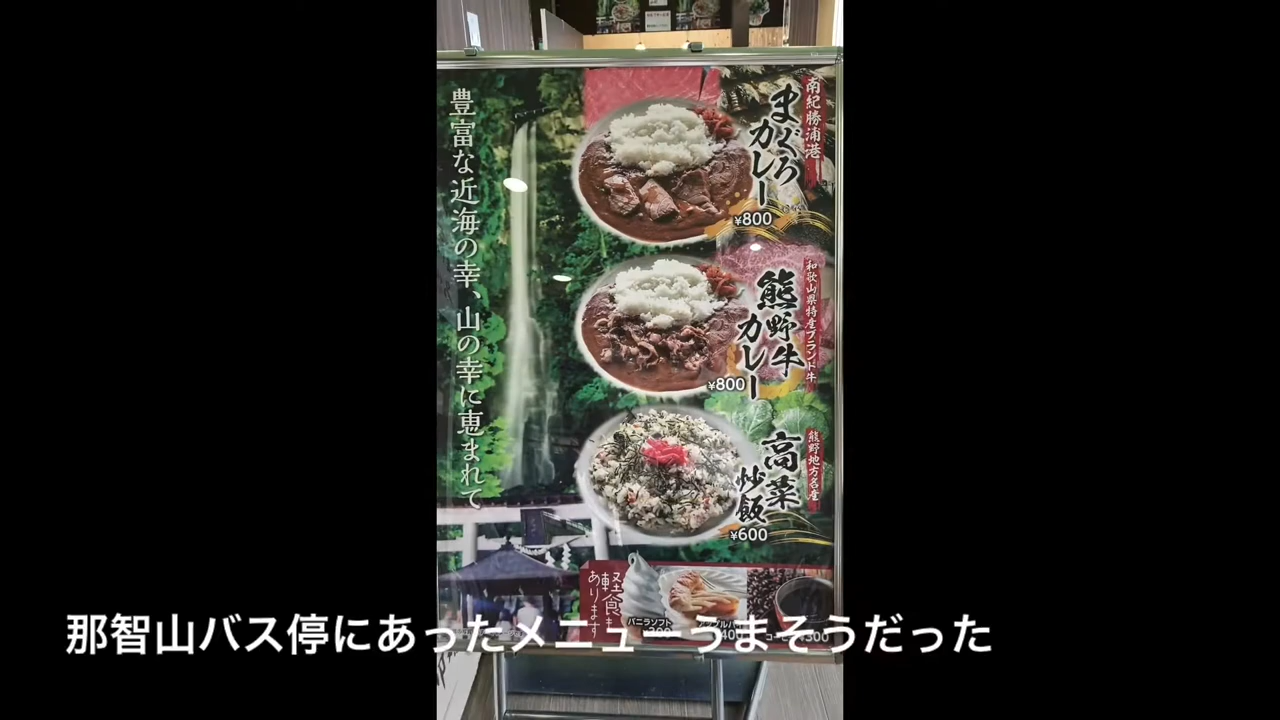 南紀勝浦港
まぐろ
カレー
¥800
和歌山県特産ブランド牛
熊野牛
カレー
¥800
熊野地方名産
高菜
炒飯
¥600
豊富な近海の幸、山の幸に恵まれて
軽食も
あります
バニラソフト
¥300
那智山バス停にあったメニュー うまそうだった